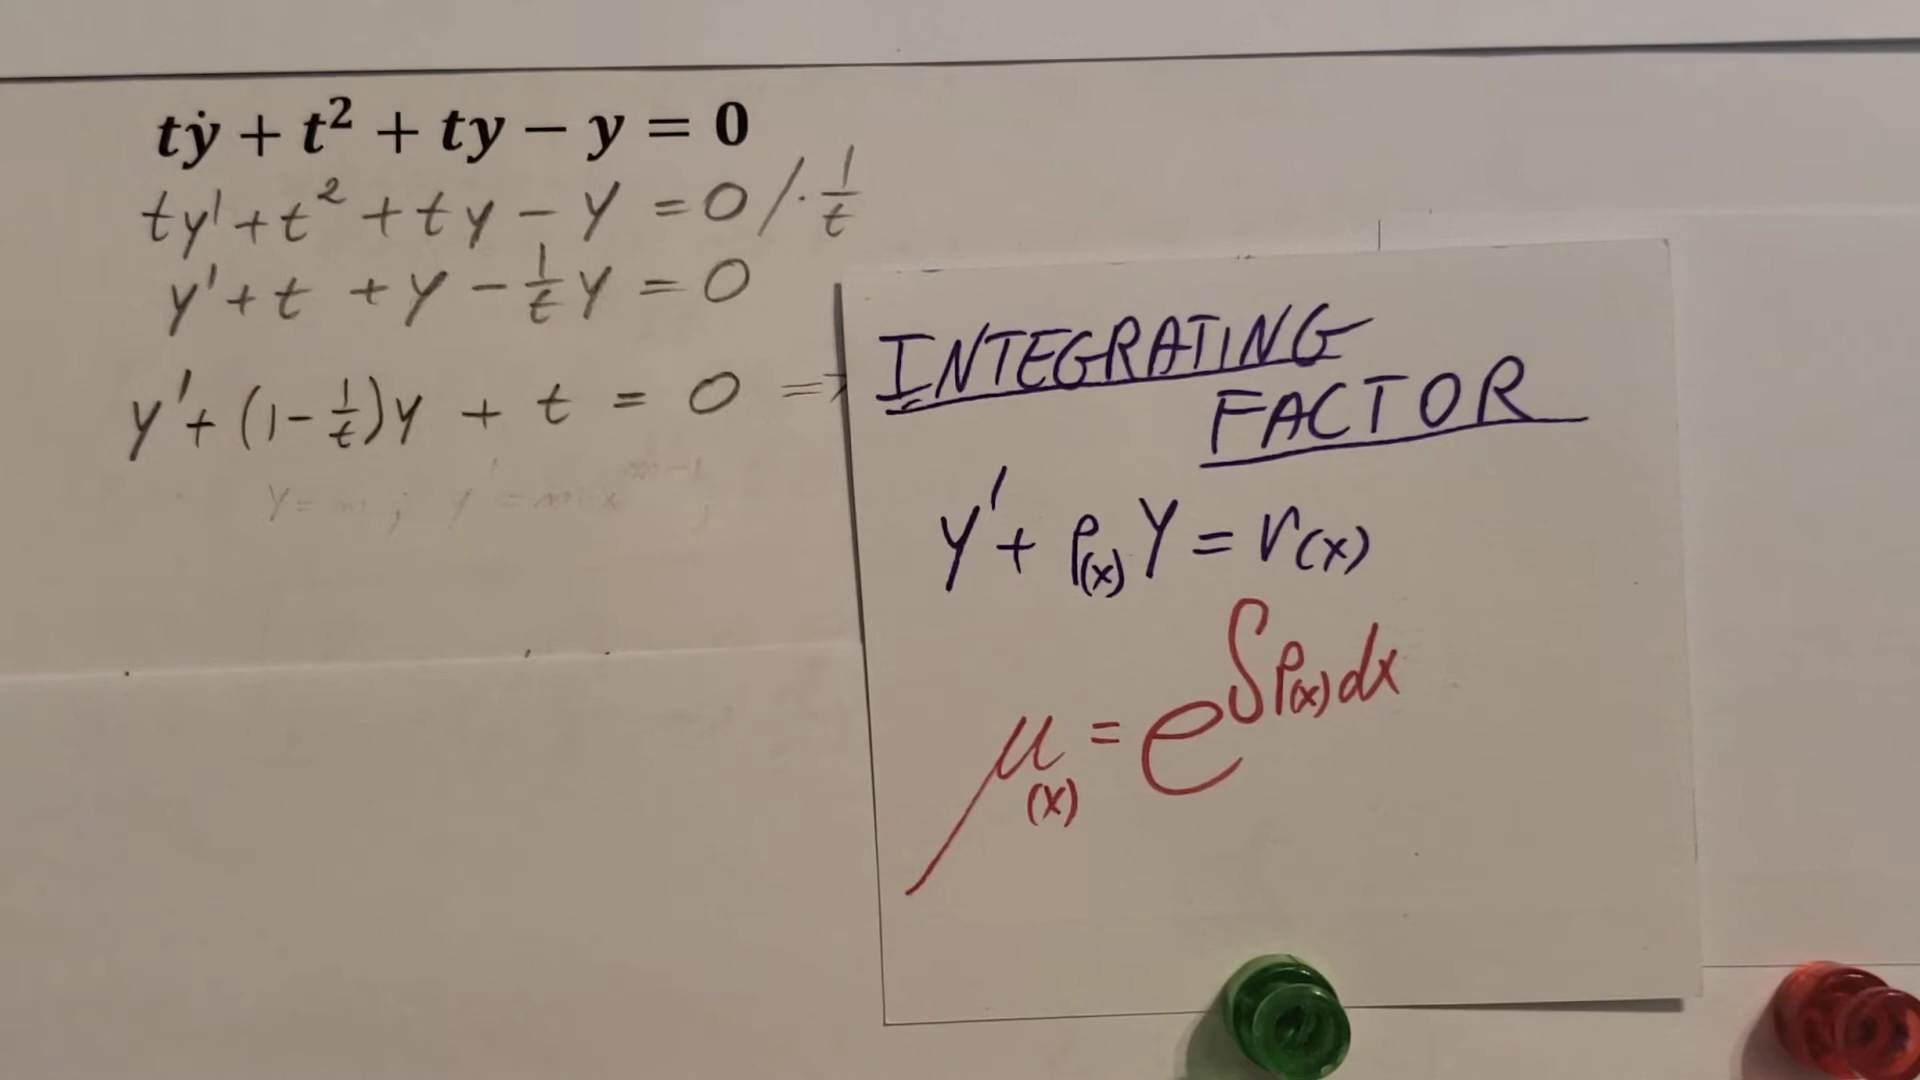 tẏ + t² + ty − y = 0
ty' + t² + ty − y = 0 / · 1/t
y' + t + y − 1/t y = 0
y' + (1 − 1/t)y + t = 0 =
INTEGRATING
FACTOR
y' + P(x) y = r(x)
μ(x) = e^∫P(x)dx